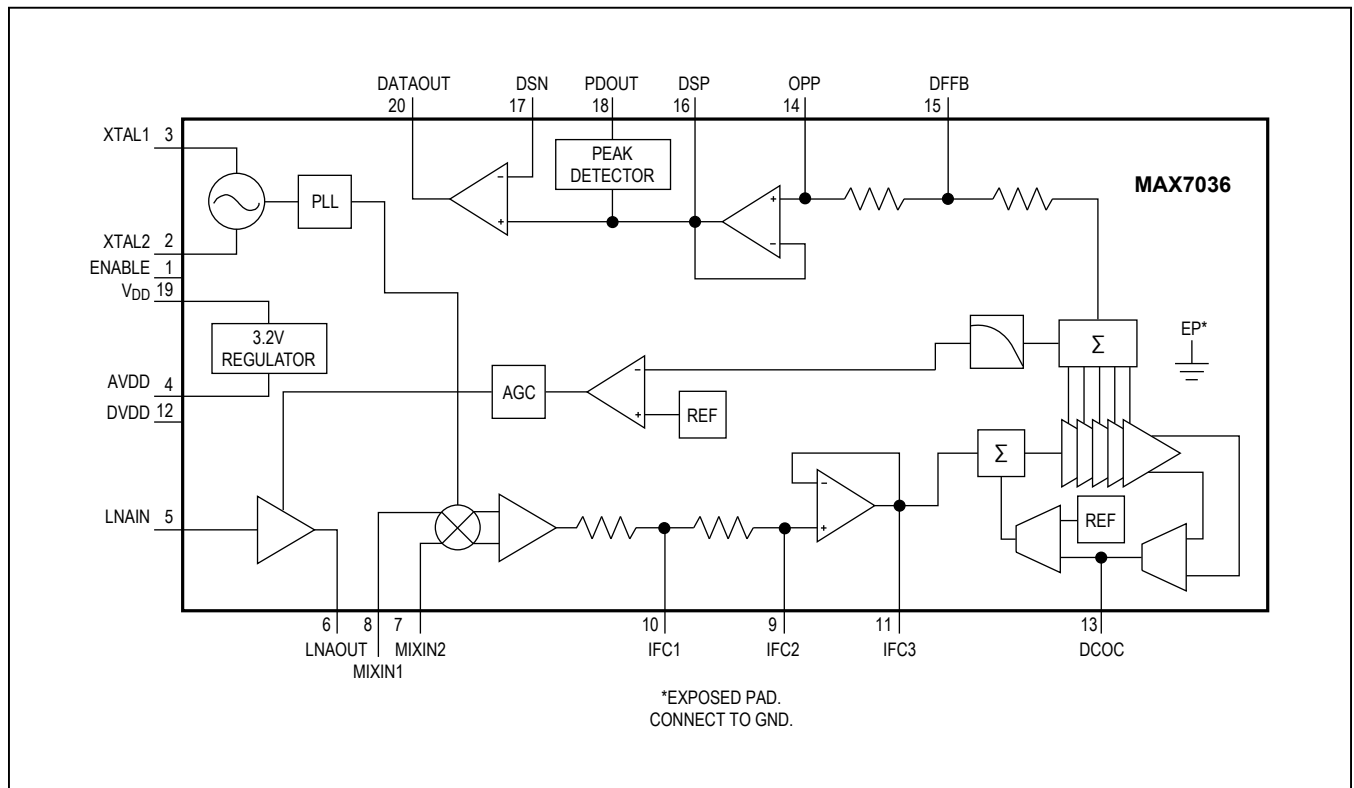 DATAOUT
20
DSN
17
PDOUT
18
DSP
16
OPP
14
DFFB
15
XTAL1 3
XTAL2 2
ENABLE 1
VDD 19
AVDD 4
DVDD 12
LNAIN 5
PLL
PEAK
DETECTOR
-
+
+
-
MAX7036
3.2V
REGULATOR
AGC
-
+
REF
Σ
EP*
Σ
REF
-
+
6
LNAOUT
8
MIXIN1
7
MIXIN2
10
IFC1
9
IFC2
11
IFC3
13
DCOC
*EXPOSED PAD.
CONNECT TO GND.